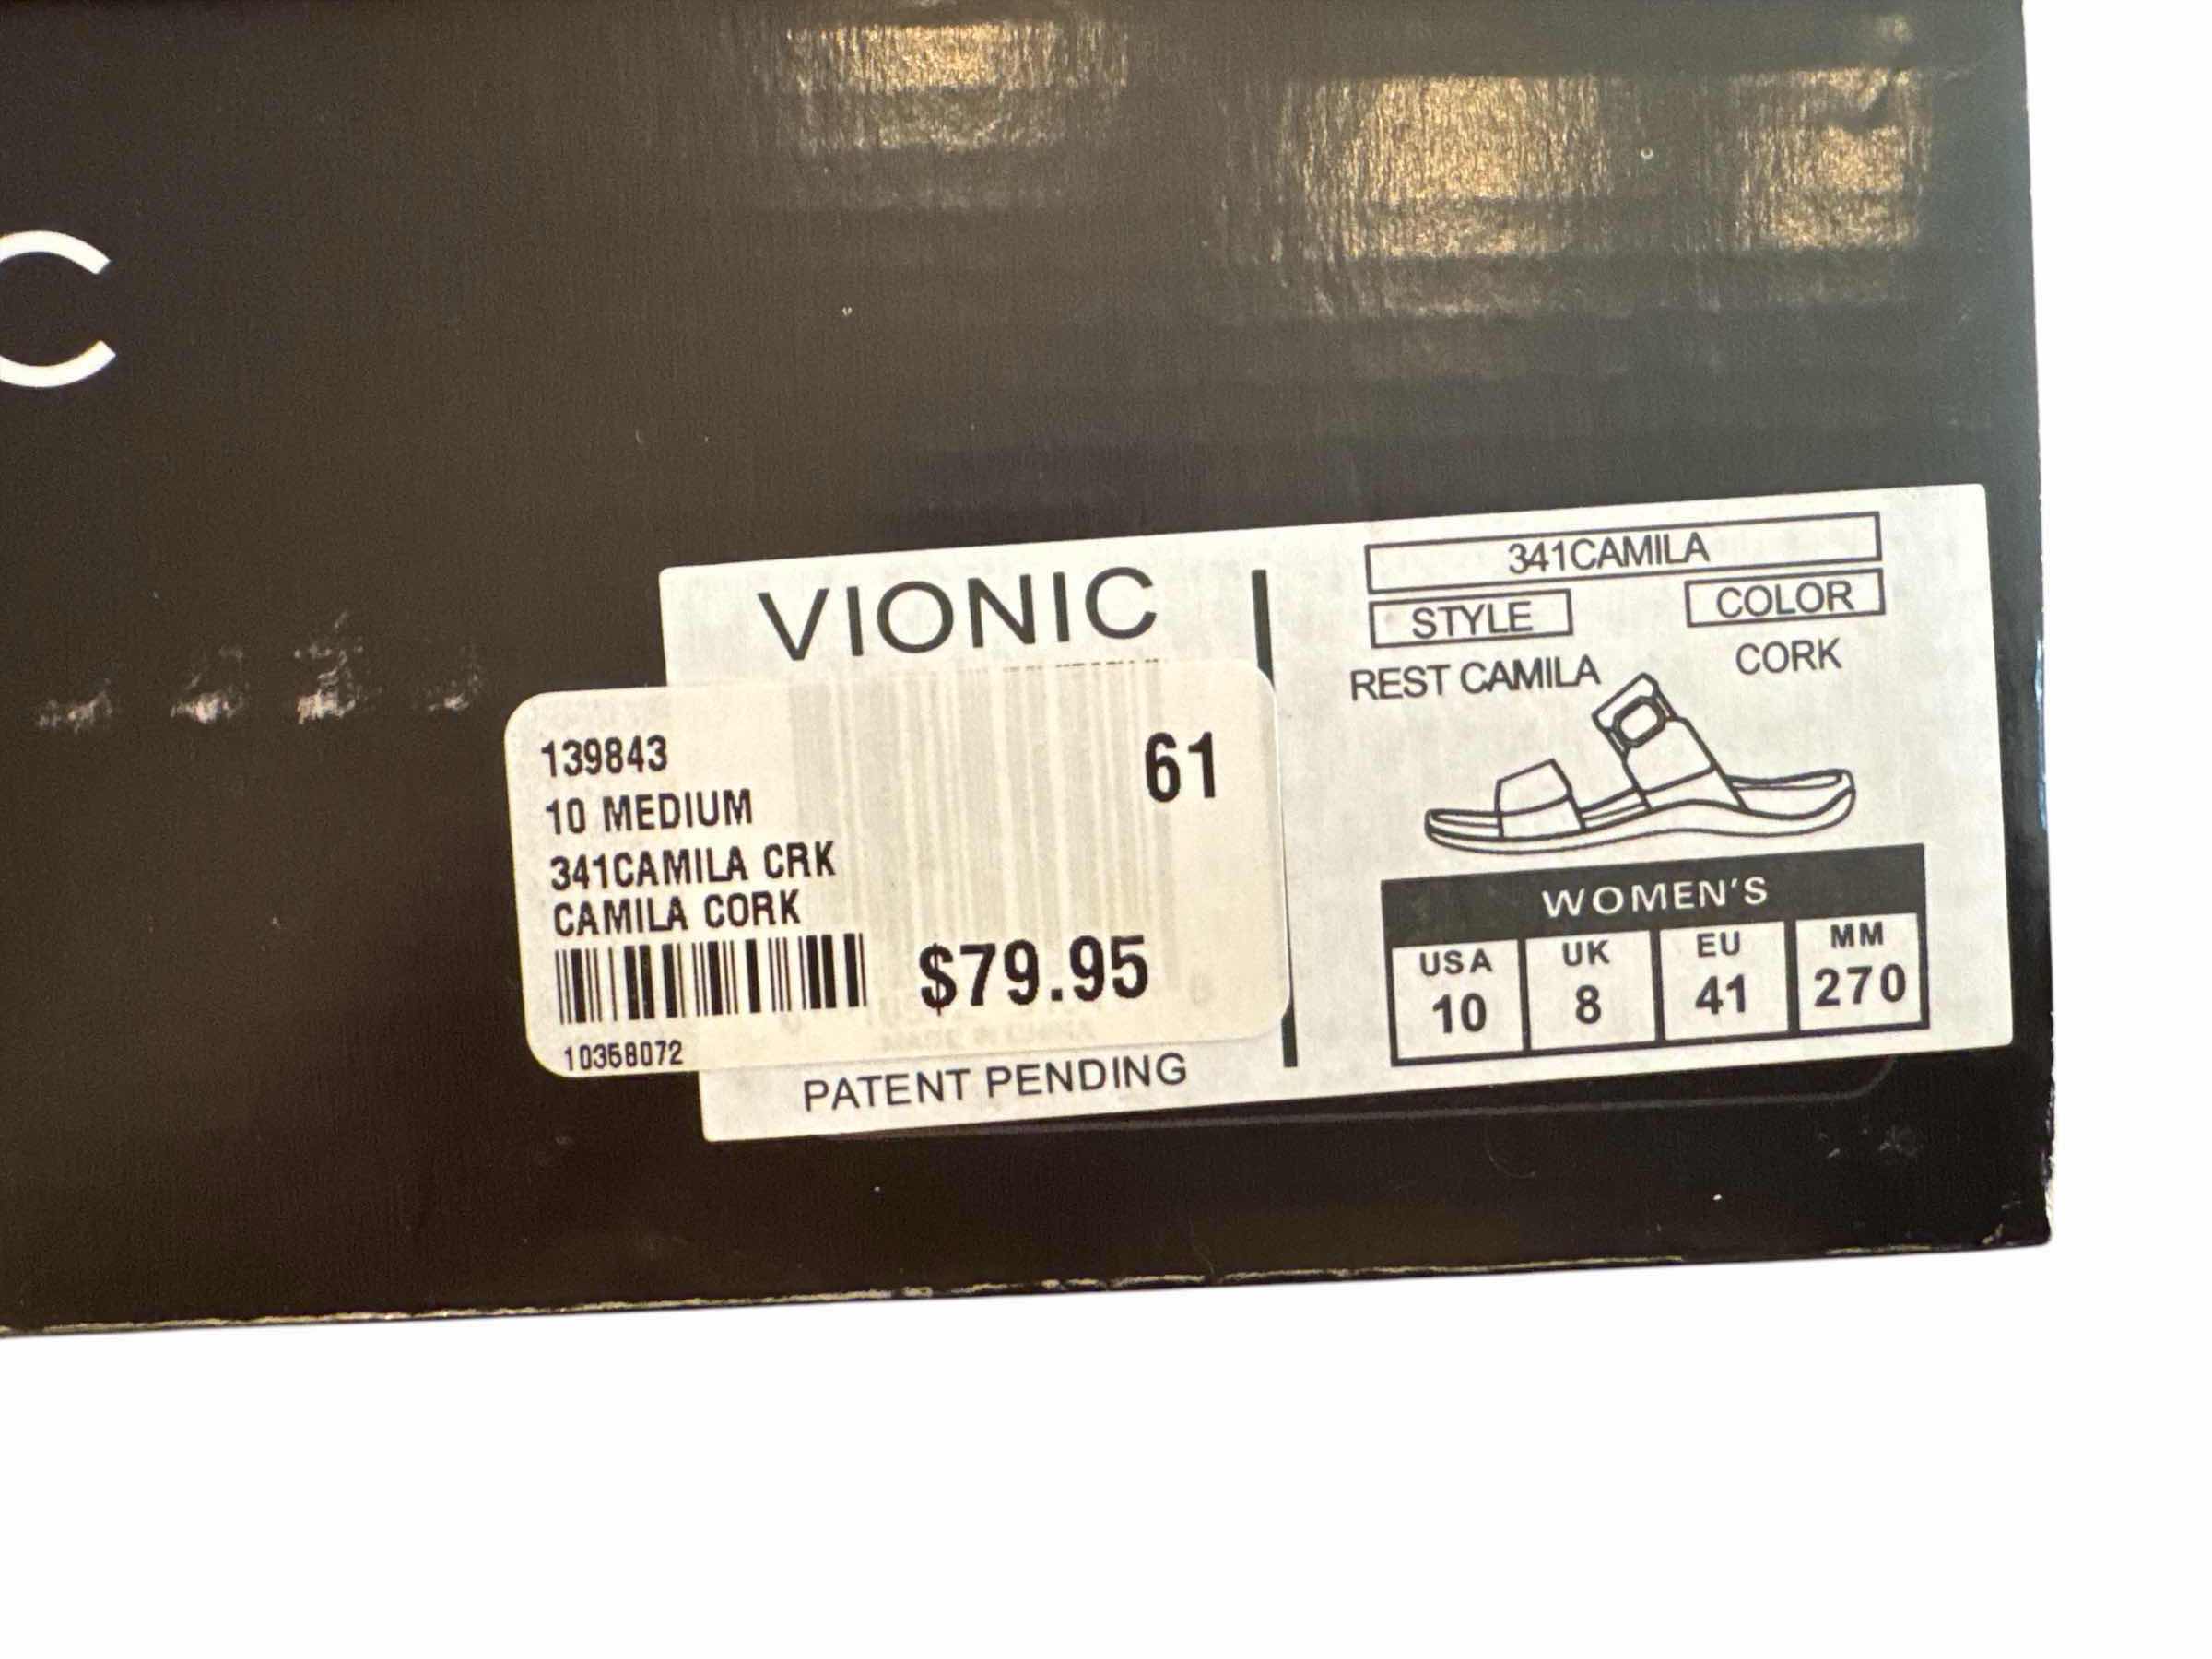 C
VIONIC
139843
61
10 MEDIUM
341CAMILA CRK
CAMILA CORK
$79.95
10368072
PATENT PENDING
341CAMILA
STYLE COLOR
REST CAMILA CORK
WOMEN'S
USA UK EU MM
10 8 41 270